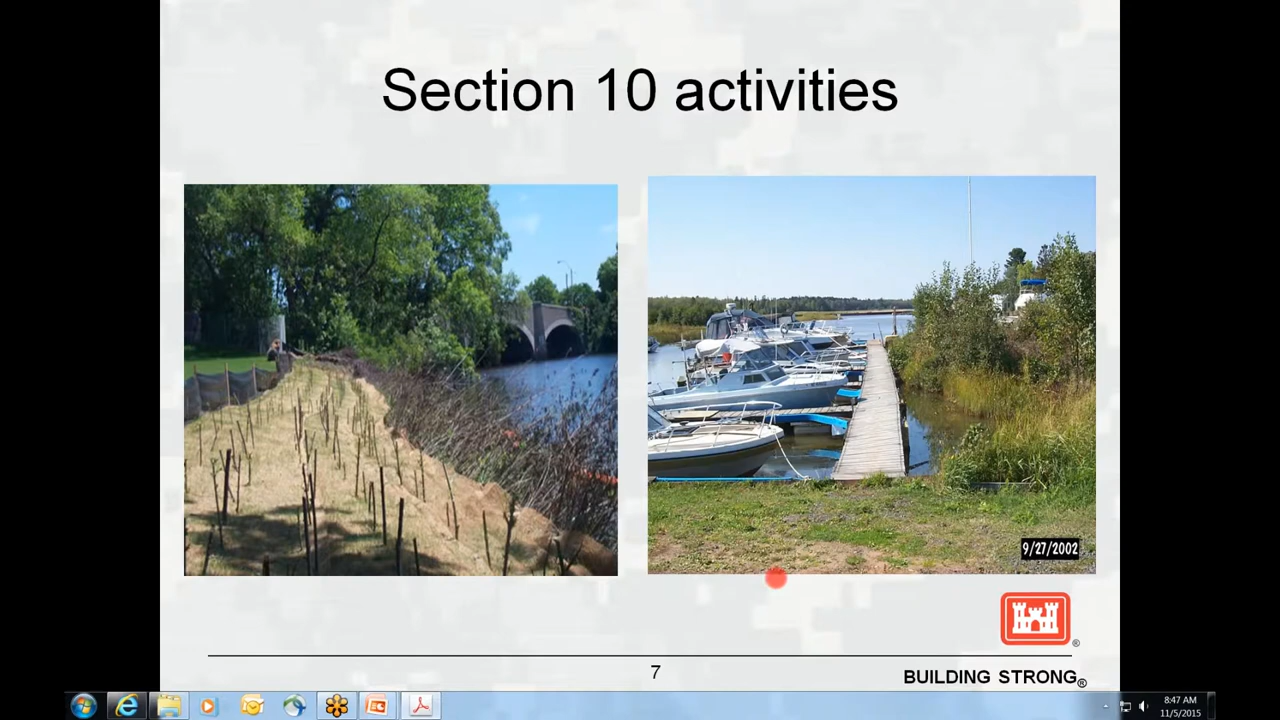 Section 10 activities
9/27/2002
®
7
BUILDING STRONG®
8:47 AM
11/5/2015